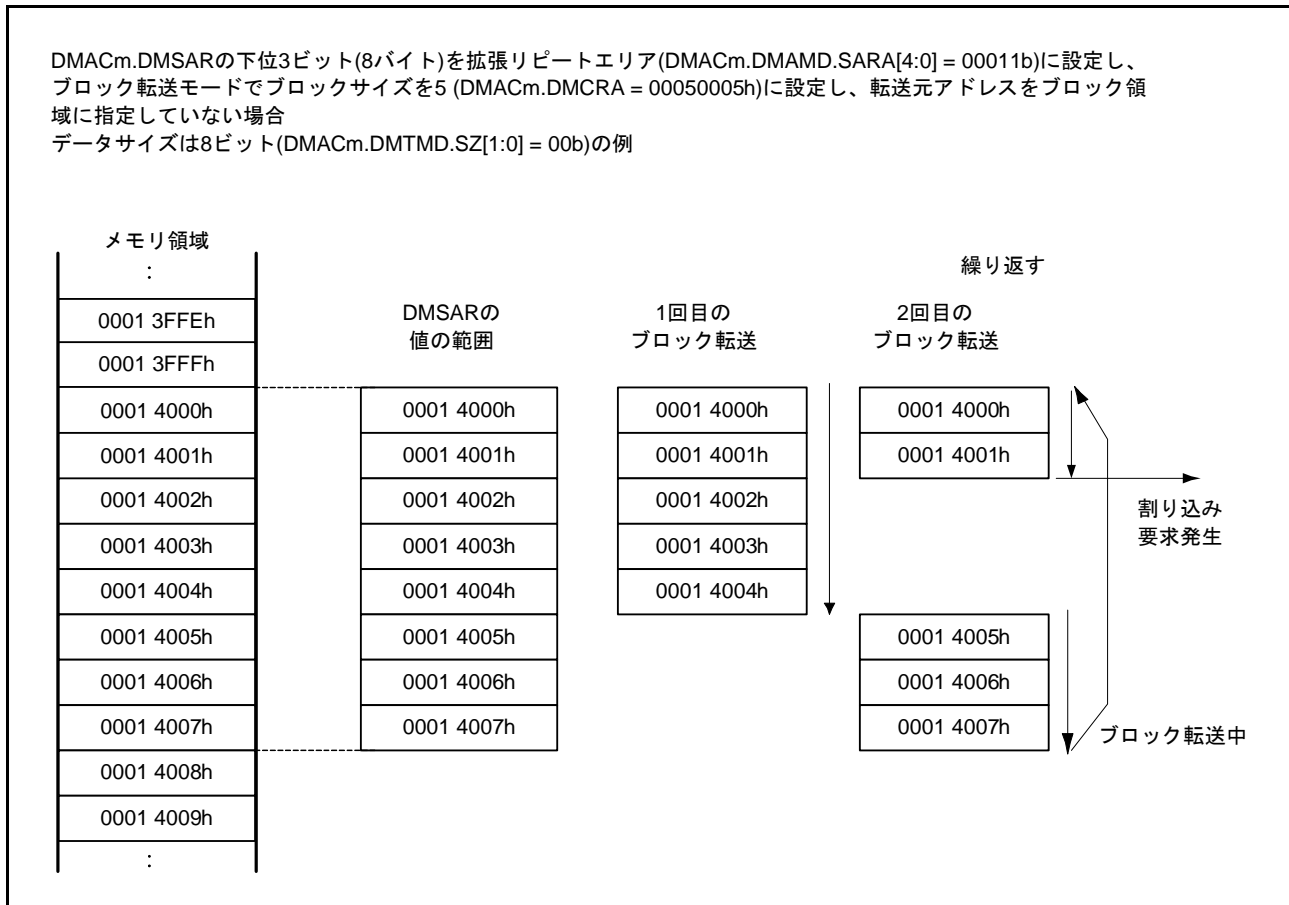 DMACm.DMSARの下位3ビット(8バイト)を拡張リピートエリア(DMACm.DMAMD.SARA[4:0] = 00011b)に設定し、
ブロック転送モードでブロックサイズを5 (DMACm.DMCRA = 00050005h)に設定し、転送元アドレスをブロック領
域に指定していない場合
データサイズは8ビット(DMACm.DMTMD.SZ[1:0] = 00b)の例
メモリ領域
:
0001 3FFEh
0001 3FFFh
0001 4000h
0001 4001h
0001 4002h
0001 4003h
0001 4004h
0001 4005h
0001 4006h
0001 4007h
0001 4008h
0001 4009h
:
DMSARの
値の範囲
0001 4000h
0001 4001h
0001 4002h
0001 4003h
0001 4004h
0001 4005h
0001 4006h
0001 4007h
1回目の
ブロック転送
0001 4000h
0001 4001h
0001 4002h
0001 4003h
0001 4004h
繰り返す
2回目の
ブロック転送
0001 4000h
0001 4001h
0001 4005h
0001 4006h
0001 4007h
割り込み
要求発生
ブロック転送中